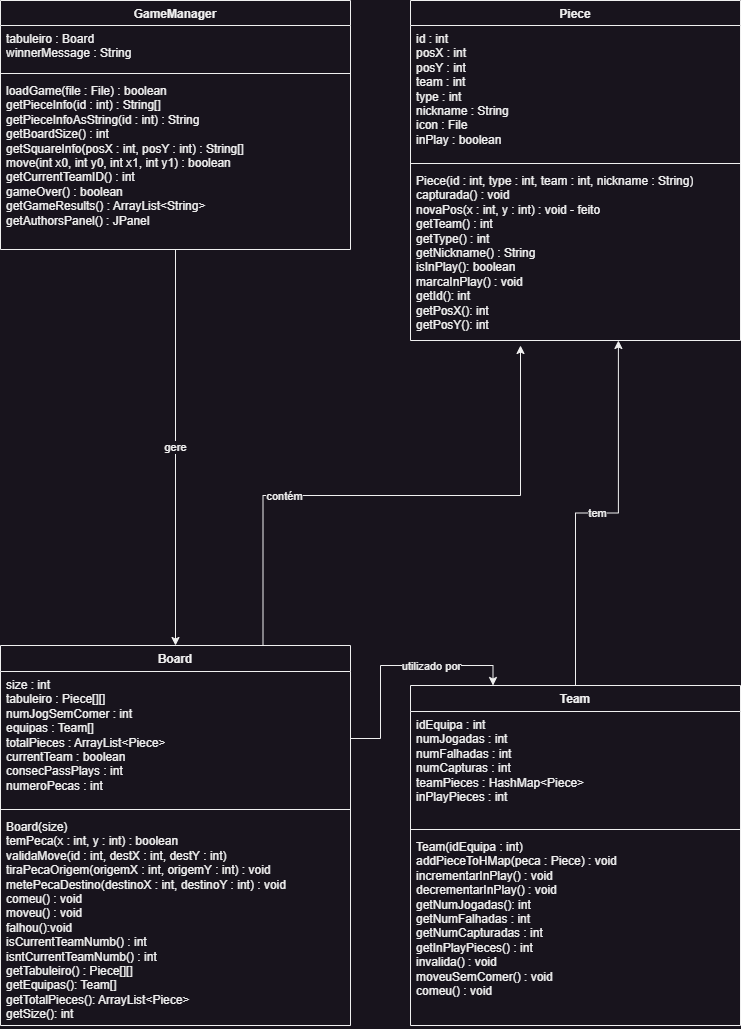 GameManager
tabuleiro : Board
winnerMessage : String
loadGame(file : File) : boolean
getPieceInfo(id : int) : String[]
getPieceInfoAsString(id : int) : String
getBoardSize() : int
getSquareInfo(posX : int, posY : int) : String[]
move(int x0, int y0, int x1, int y1) : boolean
getCurrentTeamID() : int
gameOver() : boolean
getGameResults() : ArrayList<String>
getAuthorsPanel() : JPanel
Piece
id : int
posX : int
posY : int
team : int
type : int
nickname : String
icon : File
inPlay : boolean
Piece(id : int, type : int, team : int, nickname : String)
capturada() : void
novaPos(x : int, y : int) : void - feito
getTeam() : int
getType() : int
getNickname() : String
isInPlay(): boolean
marcaInPlay() : void
getId(): int
getPosX(): int
getPosY(): int
gere
contém
tem
utilizado por
Board
size : int
tabuleiro : Piece[][]
numJogSemComer : int
equipas : Team[]
totalPieces : ArrayList<Piece>
currentTeam : boolean
consecPassPlays : int
numeroPecas : int
Board(size)
temPeca(x : int, y : int) : boolean
validaMove(id : int, destX : int, destY : int)
tiraPecaOrigem(origemX : int, origemY : int) : void
metePecaDestino(destinoX : int, destinoY : int) : void
comeu() : void
moveu() : void
falhou():void
isCurrentTeamNumb() : int
isntCurrentTeamNumb() : int
getTabuleiro() : Piece[][]
getEquipas(): Team[]
getTotalPieces(): ArrayList<Piece>
getSize(): int
Team
idEquipa : int
numJogadas : int
numFalhadas : int
numCapturas : int
teamPieces : HashMap<Piece>
inPlayPieces : int
Team(idEquipa : int)
addPieceToHMap(peca : Piece) : void
incrementarInPlay() : void
decrementarInPlay() : void
getNumJogadas(): int
getNumFalhadas : int
getNumCapturadas : int
getInPlayPieces() : int
invalida() : void
moveuSemComer() : void
comeu() : void